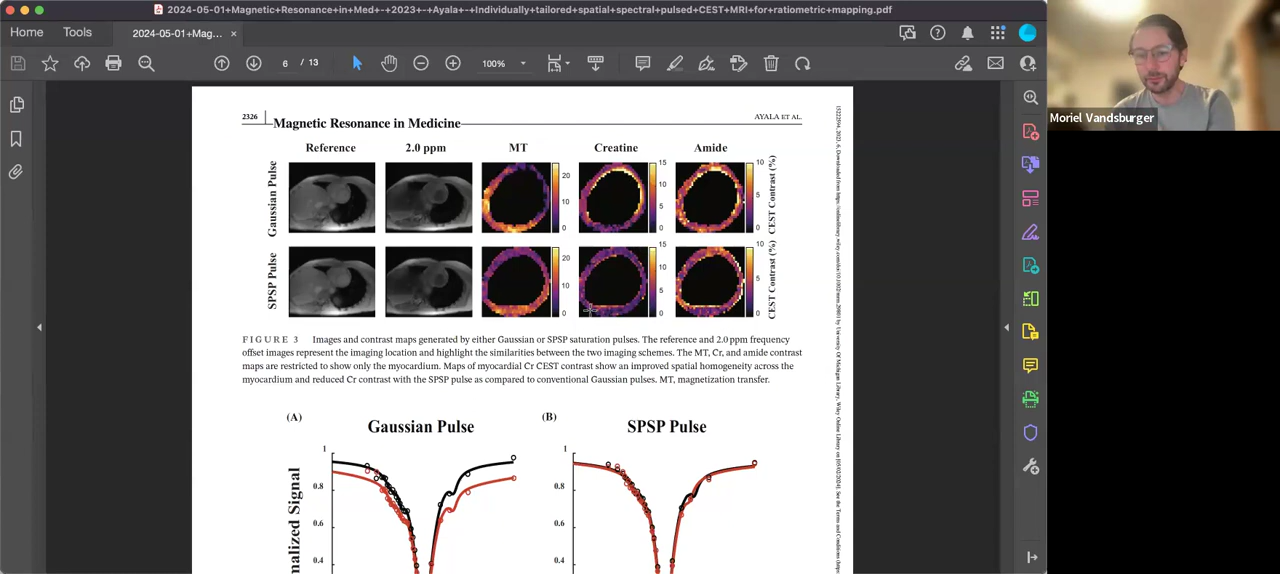 2024-05-01+Magnetic+Resonance+in+Med+-+2023+-+Ayala+-+Individually+tailored+spatial+spectral+pulsed+CEST+MRI+for+ratiometric+mapping.pdf
Home
Tools
2024-05-01+Mag...
×
6 / 13
100%
Moriel Vandsburger
2326
Magnetic Resonance in Medicine
AYALA ET AL.
Reference
2.0 ppm
MT
Creatine
Amide
Gaussian Pulse
20
10
0
15
10
5
0
10
5
0
CEST Contrast (%)
SPSP Pulse
20
10
0
15
10
5
0
10
5
0
CEST Contrast (%)
FIGURE 3 Images and contrast maps generated by either Gaussian or SPSP saturation pulses. The reference and 2.0 ppm frequency
offset images represent the imaging location and highlight the similarities between the two imaging schemes. The MT, Cr, and amide contrast
maps are restricted to show only the myocardium. Maps of myocardial Cr CEST contrast show an improved spatial homogeneity across the
myocardium and reduced Cr contrast with the SPSP pulse as compared to conventional Gaussian pulses. MT, magnetization transfer.
(A)
Gaussian Pulse
(B)
SPSP Pulse
malized Signal
1
0.8
0.6
0.4
1
0.8
0.6
0.4